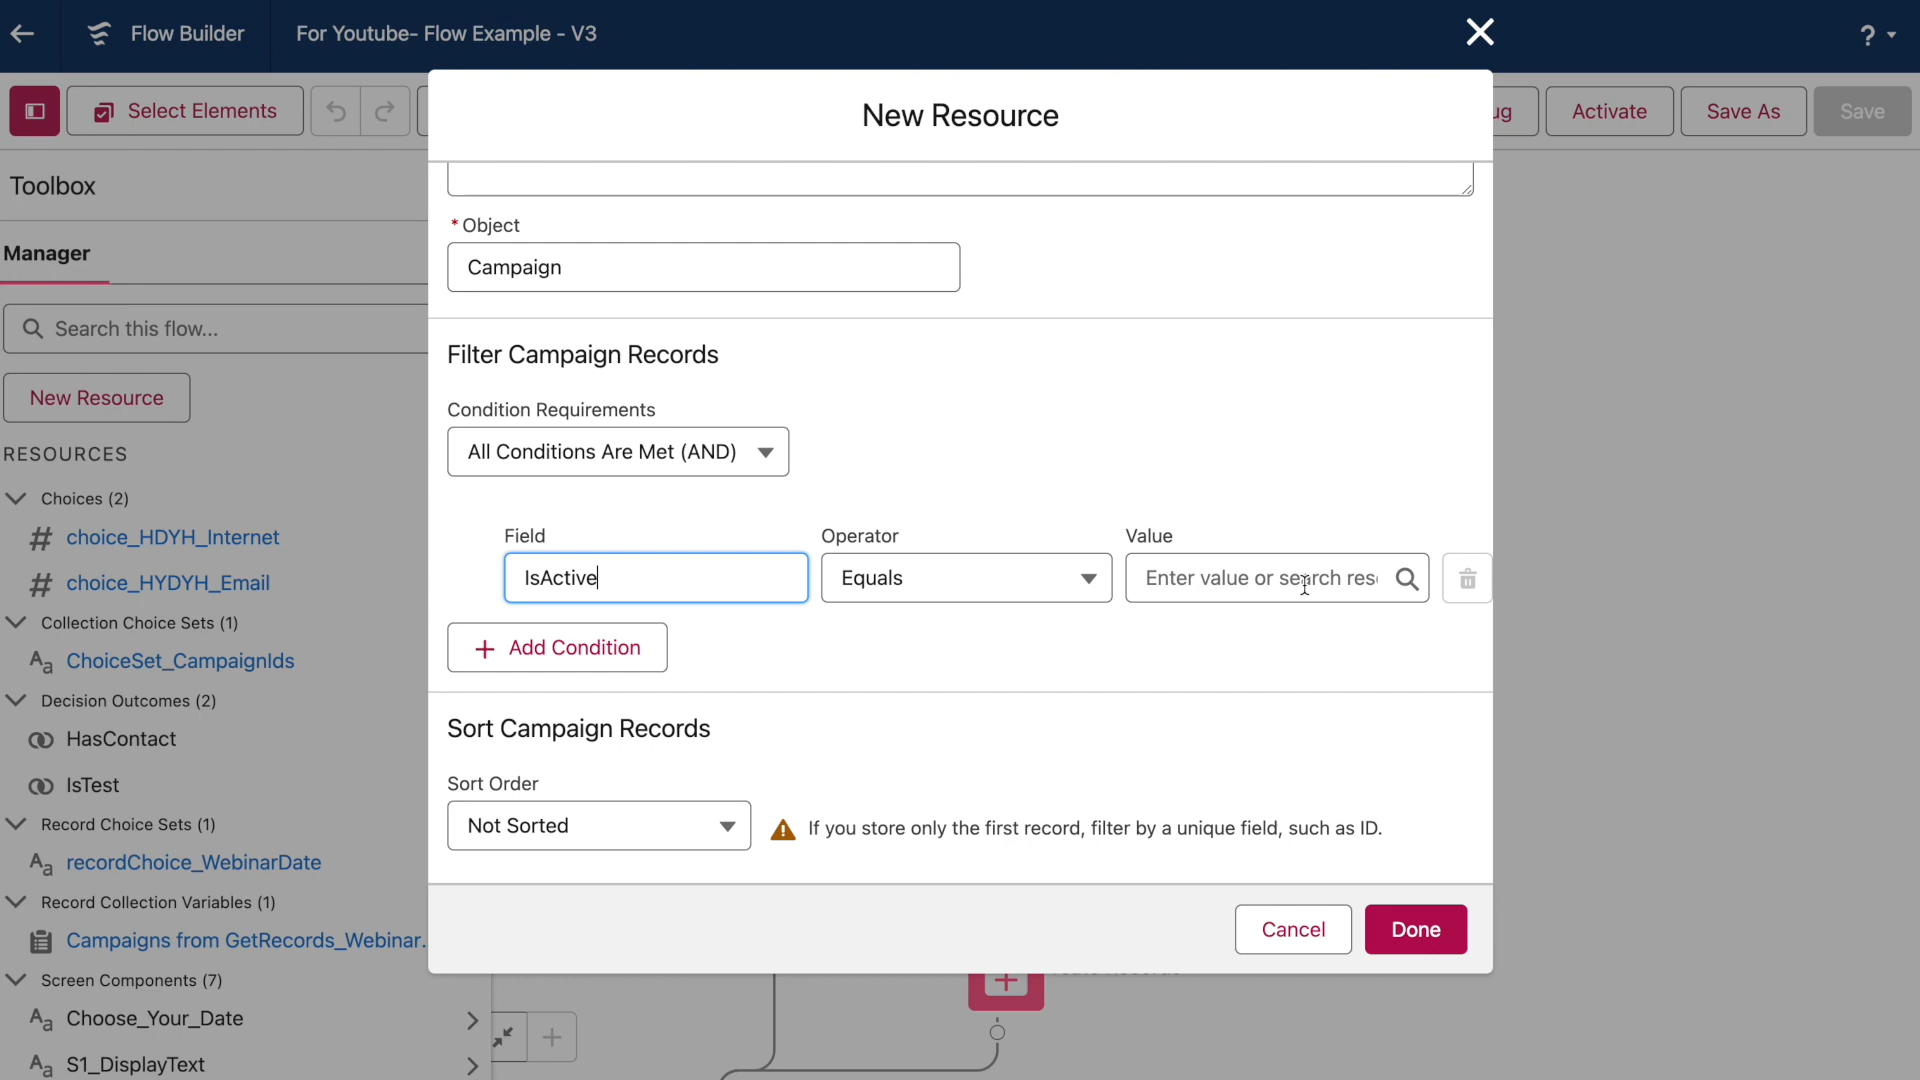 Flow Builder
For Youtube- Flow Example - V3
?
Select Elements
ug
Activate
Save As
Save
Toolbox
Manager
Search this flow...
New Resource
RESOURCES
Choices (2)
choice_HDYH_Internet
choice_HYDYH_Email
Collection Choice Sets (1)
ChoiceSet_CampaignIds
Decision Outcomes (2)
HasContact
IsTest
Record Choice Sets (1)
recordChoice_WebinarDate
Record Collection Variables (1)
Campaigns from GetRecords_Webinar.
Screen Components (7)
Choose_Your_Date
S1_DisplayText
New Resource
* Object
Campaign
Filter Campaign Records
Condition Requirements
All Conditions Are Met (AND)
Field Operator Value
IsActive Equals Enter value or search res
Add Condition
Sort Campaign Records
Sort Order
Not Sorted
If you store only the first record, filter by a unique field, such as ID.
Cancel Done